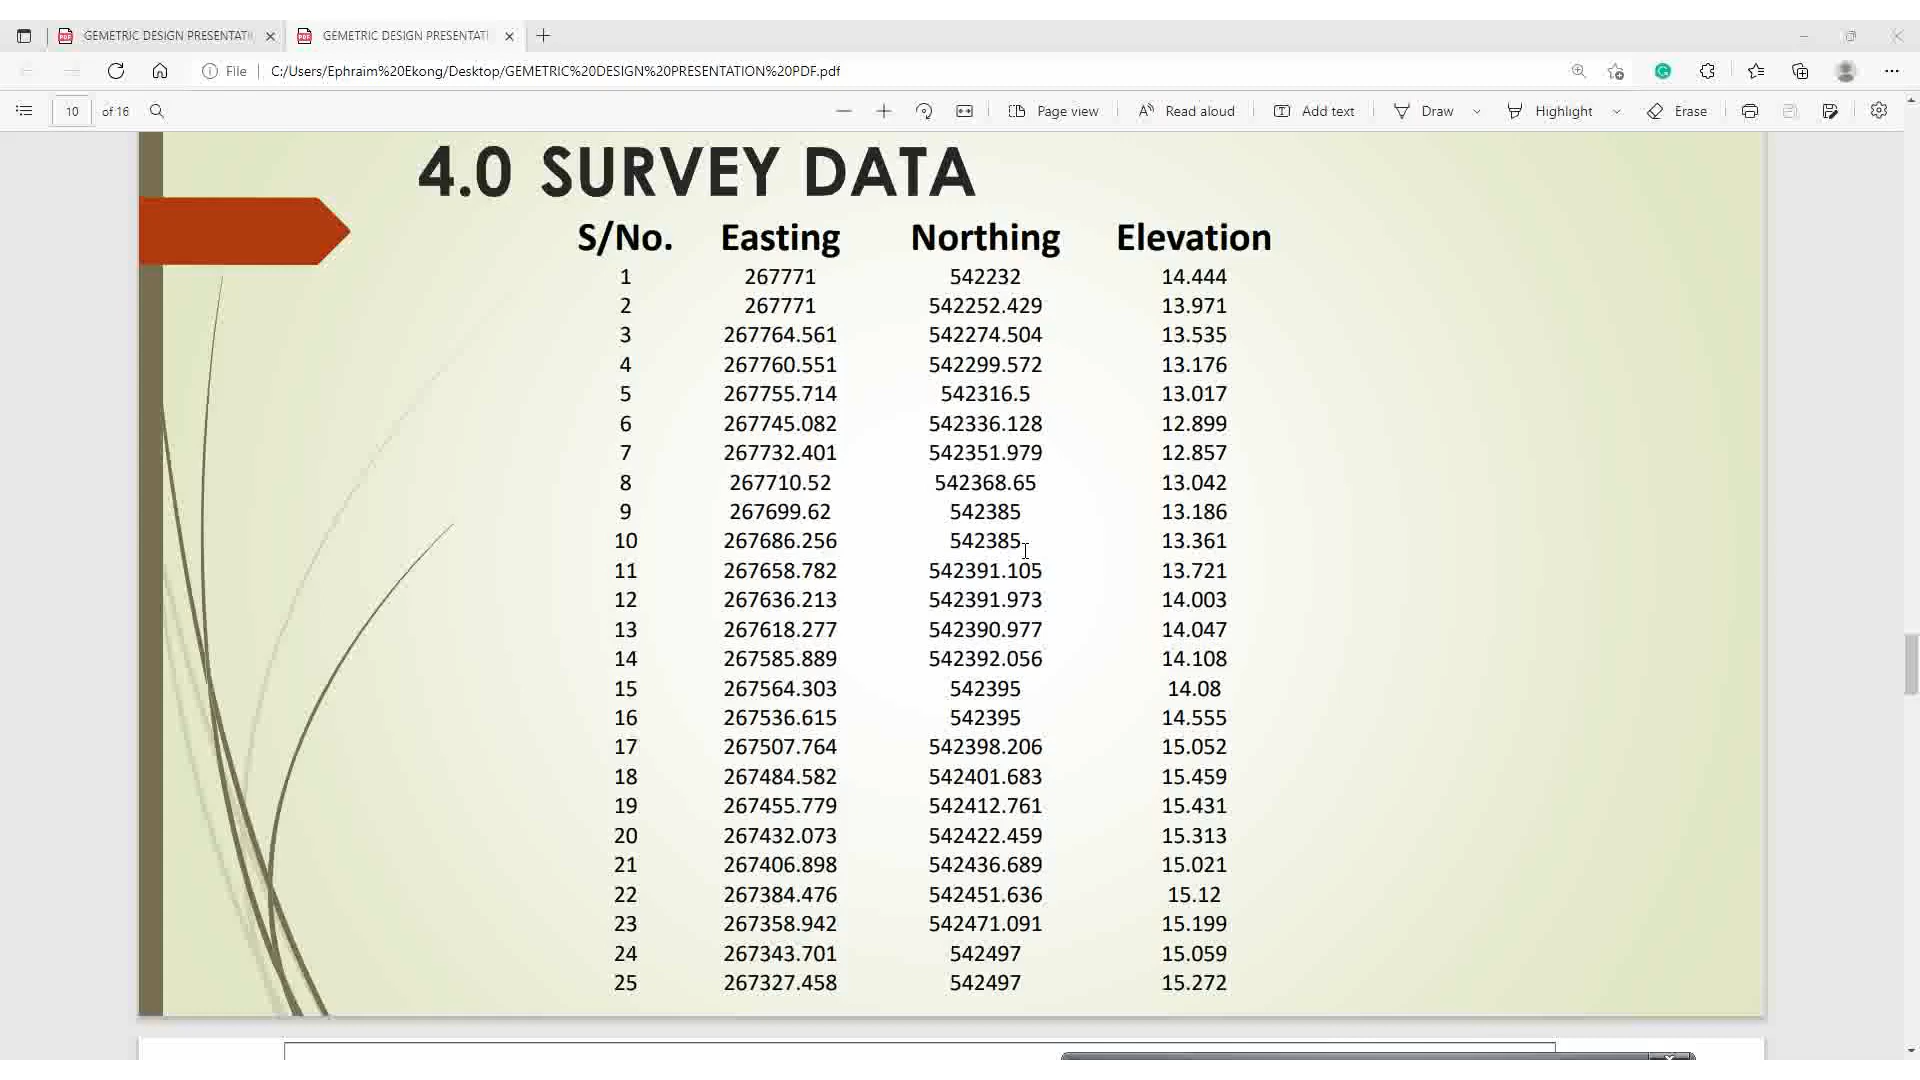 GEMETRIC DESIGN PRESENTATI
GEMETRIC DESIGN PRESENTATI
File C:/Users/Ephraim%20Ekong/Desktop/GEMETRIC%20DESIGN%20PRESENTATION%20PDF.pdf
10 of 16 Page view Read aloud Add text Draw Highlight Erase
4.0 SURVEY DATA
S/No. Easting Northing Elevation
1 267771 542232 14.444
2 267771 542252.429 13.971
3 267764.561 542274.504 13.535
4 267760.551 542299.572 13.176
5 267755.714 542316.5 13.017
6 267745.082 542336.128 12.899
7 267732.401 542351.979 12.857
8 267710.52 542368.65 13.042
9 267699.62 542385 13.186
10 267686.256 542385 13.361
11 267658.782 542391.105 13.721
12 267636.213 542391.973 14.003
13 267618.277 542390.977 14.047
14 267585.889 542392.056 14.108
15 267564.303 542395 14.08
16 267536.615 542395 14.555
17 267507.764 542398.206 15.052
18 267484.582 542401.683 15.459
19 267455.779 542412.761 15.431
20 267432.073 542422.459 15.313
21 267406.898 542436.689 15.021
22 267384.476 542451.636 15.12
23 267358.942 542471.091 15.199
24 267343.701 542497 15.059
25 267327.458 542497 15.272